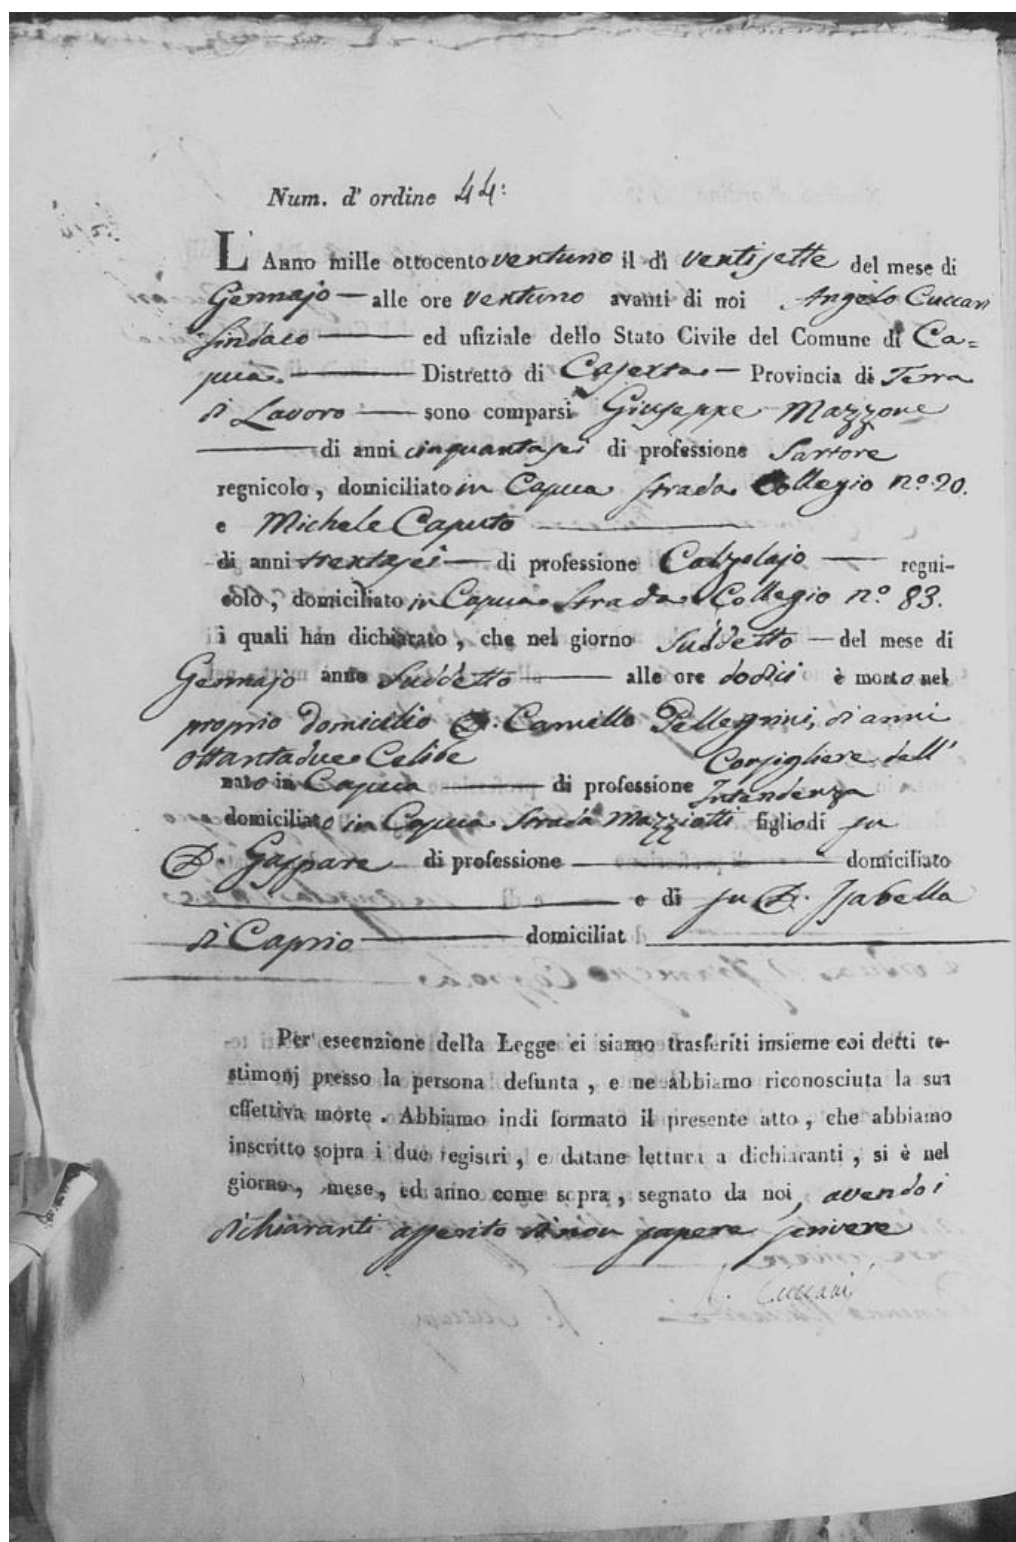 Num. d' ordine 44:
L' Anno mille ottocento ventuno il di ventisette del mese di
Gennajo — alle ore ventuno avanti di noi Angelo Cuccari
Sindaco — ed ufiziale dello Stato Civile del Comune di Ca=
pua. — Distretto di Caserta — Provincia di Terra
di Lavoro — sono comparsi Giuseppe Mazzone
— di anni cinquantasei di professione Sartore
regnicolo, domiciliato in Capua Strada Collegio n.º 20.
e Michele Caputo —
di anni trentasei — di professione Calzolajo — regni-
colo, domiciliato in Capua Strada Collegio n.º 83.
i quali han dichiarato, che nel giorno Suddetto — del mese di
Gennajo anno Suddetto — alle ore dodici è morto nel
proprio domicilio D. Camillo Pellegrini, di anni
ottantadue Celibe Consigliere dell'
nato in Capua — di professione Intendenza
domiciliato in Capua Strada Mazziotti figlio di fu
D. Gaspare di professione — domiciliato
— e di fu D. Isabella
di Caprio — domiciliat —
Per esecuzione della Legge ci siamo trasferiti insieme coi detti te-
stimonj presso la persona defunta, e ne abbiamo riconosciuta la sua
effettiva morte. Abbiamo indi formato il presente atto, che abbiamo
inscritto sopra i due registri, e datane lettura a dichiaranti, si è nel
giorno, mese, ed anno come sopra, segnato da noi, avendo i
dichiaranti asserito di non sapere scrivere
Cuccari